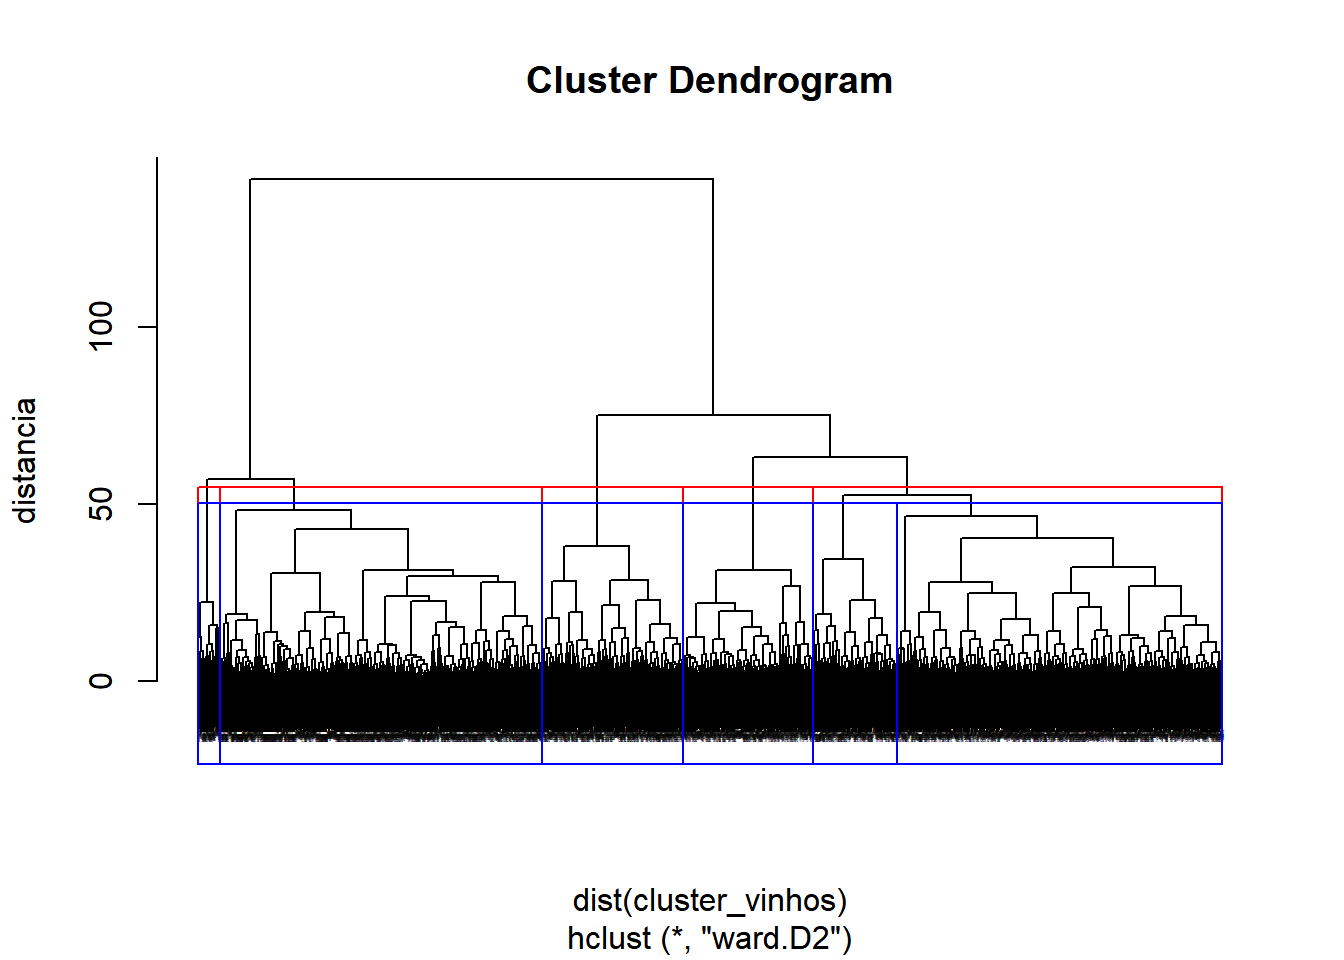 Cluster Dendrogram
distancia
100
50
0
dist(cluster_vinhos)
hclust (*, "ward.D2")